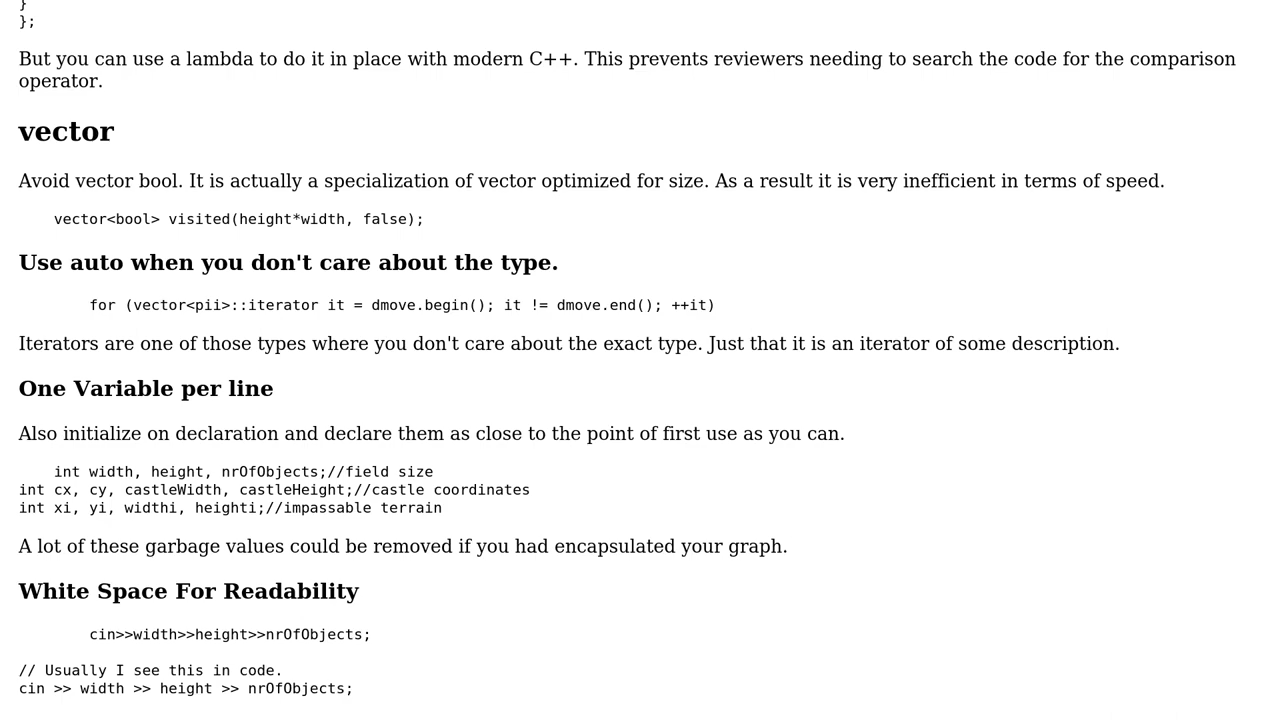 }
};
But you can use a lambda to do it in place with modern C++. This prevents reviewers needing to search the code for the comparison
operator.
vector
Avoid vector bool. It is actually a specialization of vector optimized for size. As a result it is very inefficient in terms of speed.
vector<bool> visited(height*width, false);
Use auto when you don't care about the type.
for (vector<pii>::iterator it = dmove.begin(); it != dmove.end(); ++it)
Iterators are one of those types where you don't care about the exact type. Just that it is an iterator of some description.
One Variable per line
Also initialize on declaration and declare them as close to the point of first use as you can.
int width, height, nrOfObjects;//field size
int cx, cy, castleWidth, castleHeight;//castle coordinates
int xi, yi, widthi, heighti;//impassable terrain
A lot of these garbage values could be removed if you had encapsulated your graph.
White Space For Readability
cin>>width>>height>>nrOfObjects;
// Usually I see this in code.
cin >> width >> height >> nrOfObjects;